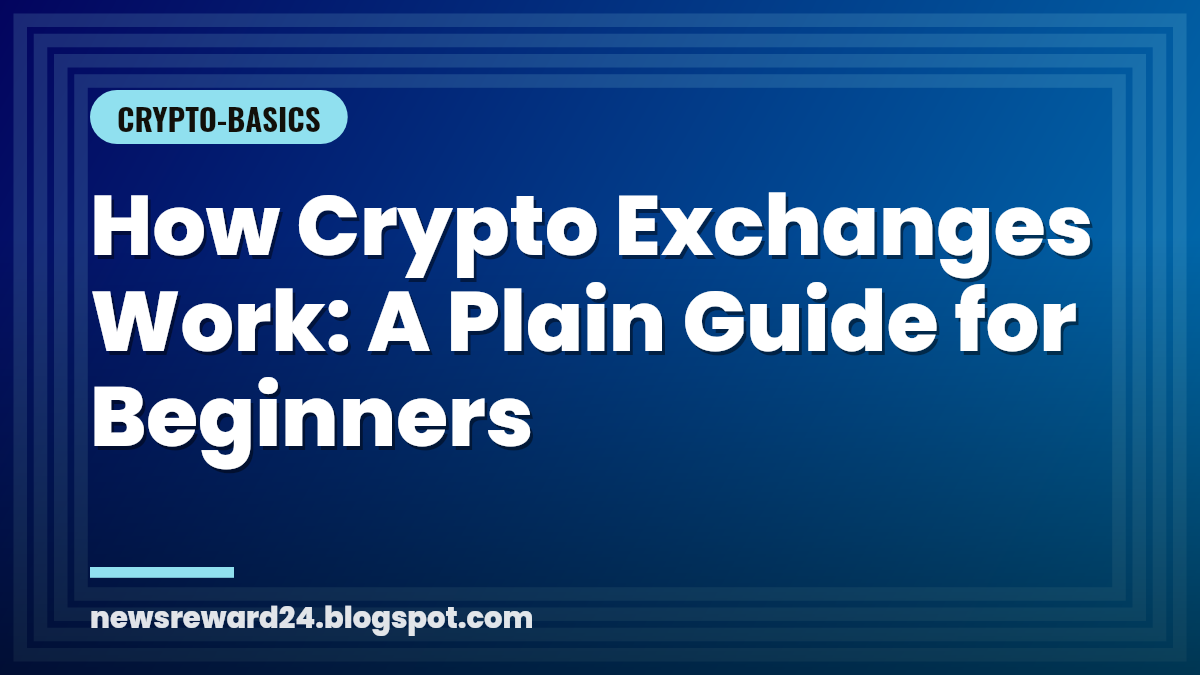 CRYPTO-BASICS
How Crypto Exchanges
Work: A Plain Guide for
Beginners
newsreward24.blogspot.com